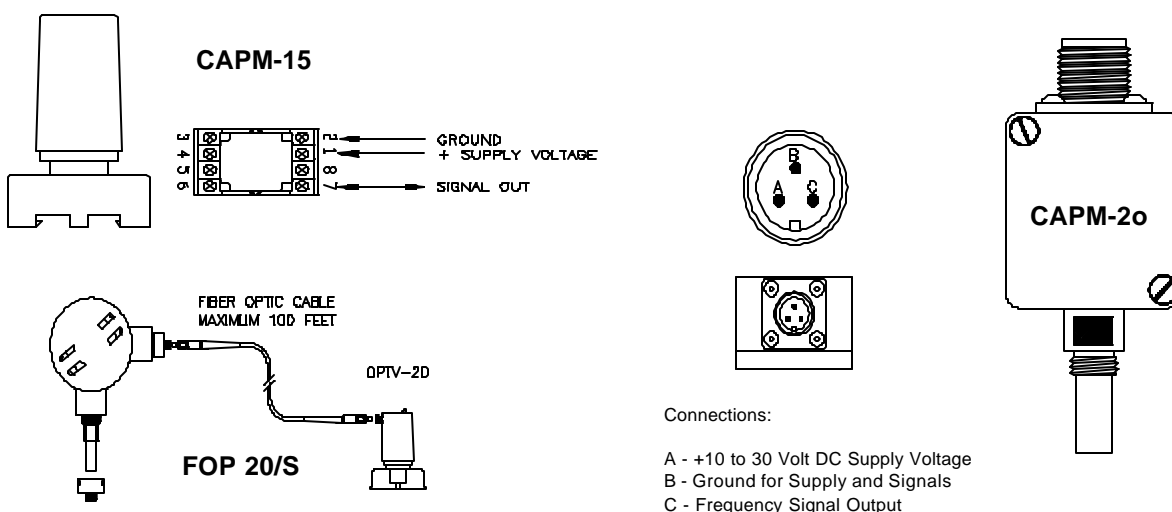 CAPM-15
3 2 GROUND
4 1 + SUPPLY VOLTAGE
5 8
6 7 SIGNAL OUT
B
A C
CAPM-2o
FIBER OPTIC CABLE
MAXIMUM 100 FEET
OPTV-20
FOP 20/S
Connections:
A - +10 to 30 Volt DC Supply Voltage
B - Ground for Supply and Signals
C - Frequency Signal Output